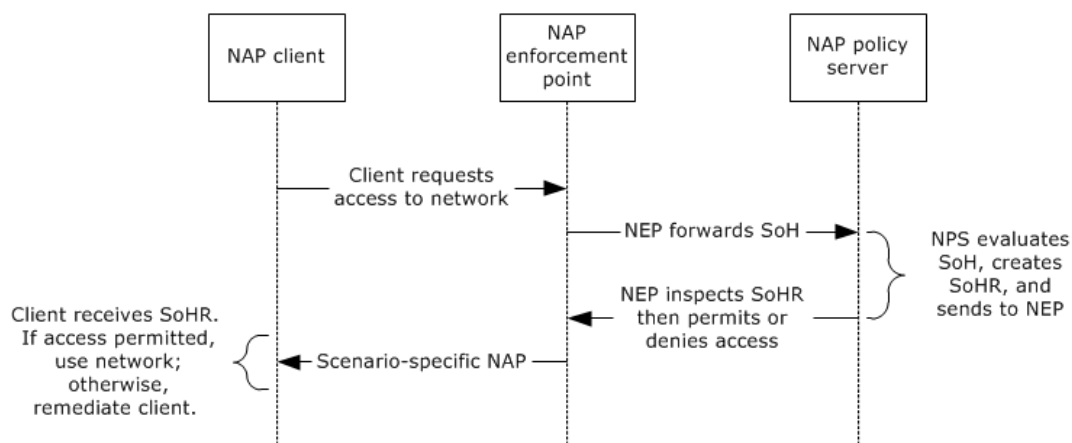 NAP client
NAP
enforcement
point
NAP policy
server
Client requests
access to network
NEP forwards SoH
NPS evaluates
SoH, creates
SoHR, and
sends to NEP
NEP inspects SoHR
then permits or
denies access
Client receives SoHR.
If access permitted,
use network;
otherwise,
remediate client.
Scenario-specific NAP